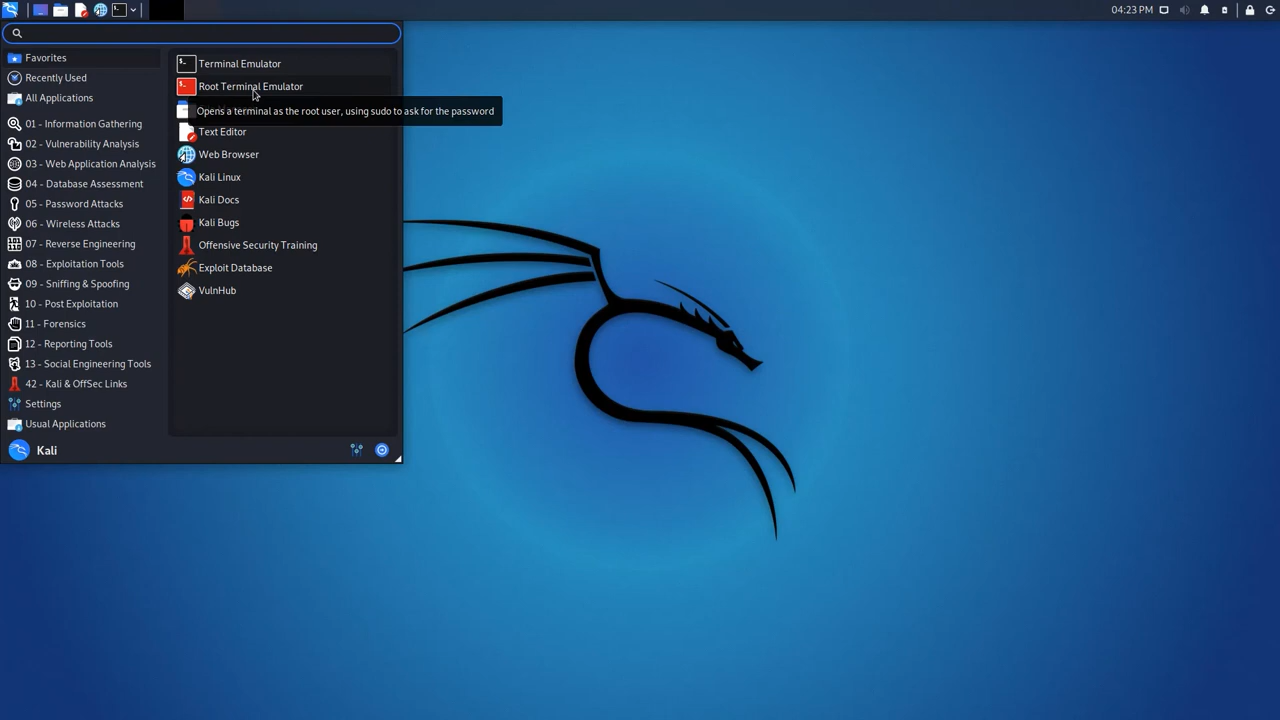 04:23 PM
Favorites
Recently Used
All Applications
01 - Information Gathering
02 - Vulnerability Analysis
03 - Web Application Analysis
04 - Database Assessment
05 - Password Attacks
06 - Wireless Attacks
07 - Reverse Engineering
08 - Exploitation Tools
09 - Sniffing & Spoofing
10 - Post Exploitation
11 - Forensics
12 - Reporting Tools
13 - Social Engineering Tools
42 - Kali & OffSec Links
Settings
Usual Applications
Terminal Emulator
Root Terminal Emulator
Opens a terminal as the root user, using sudo to ask for the password
Text Editor
Web Browser
Kali Linux
Kali Docs
Kali Bugs
Offensive Security Training
Exploit Database
VulnHub
Kali